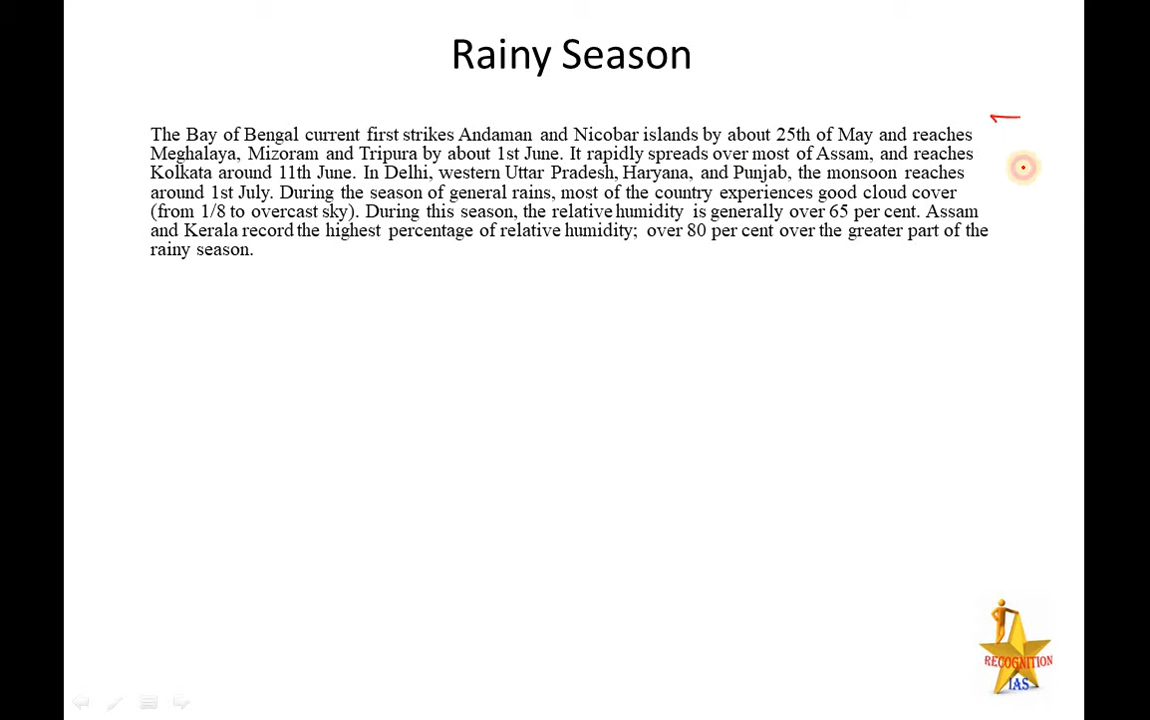 Rainy Season
The Bay of Bengal current first strikes Andaman and Nicobar islands by about 25th of May and reaches
Meghalaya, Mizoram and Tripura by about 1st June. It rapidly spreads over most of Assam, and reaches
Kolkata around 11th June. In Delhi, western Uttar Pradesh, Haryana, and Punjab, the monsoon reaches
around 1st July. During the season of general rains, most of the country experiences good cloud cover
(from 1/8 to overcast sky). During this season, the relative humidity is generally over 65 per cent. Assam
and Kerala record the highest percentage of relative humidity; over 80 per cent over the greater part of the
rainy season.
RECOGNITION
IAS